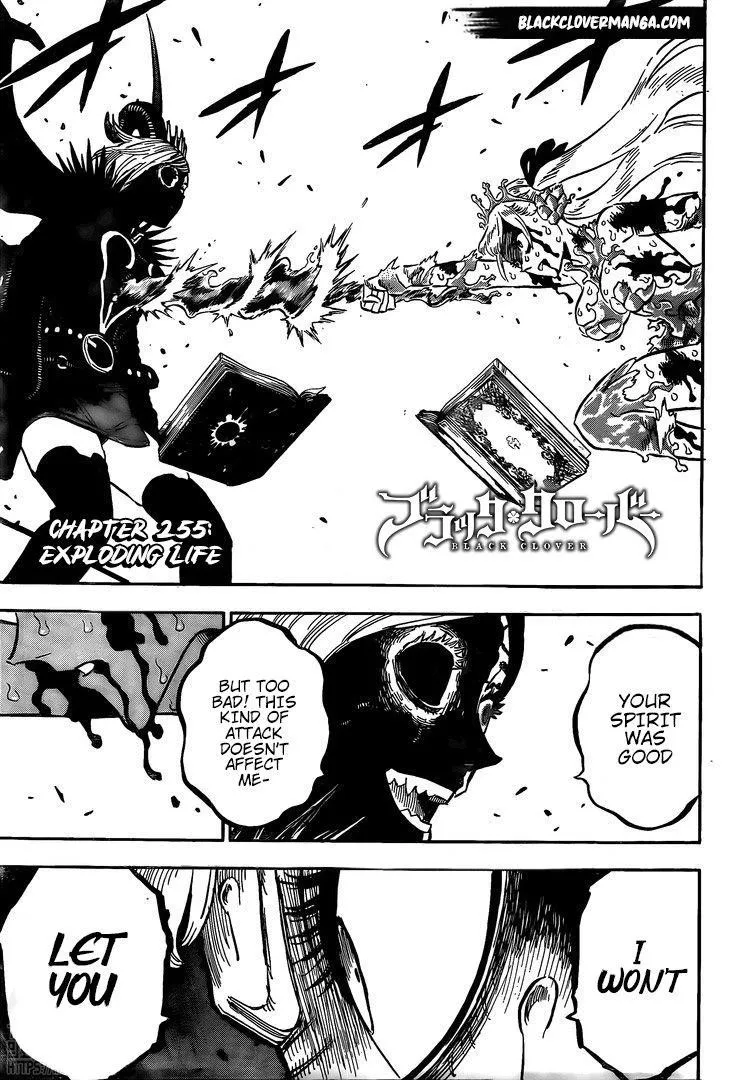 BLACKCLOVERMANGA.COM
CHAPTER 255:
EXPLODING LIFE
ブラッククローバー
BLACK CLOVER
YOUR
SPIRIT
WAS
GOOD
BUT TOO
BAD! THIS
KIND OF
ATTACK
DOESN'T
AFFECT
ME-
I
WON'T
LET
YOU